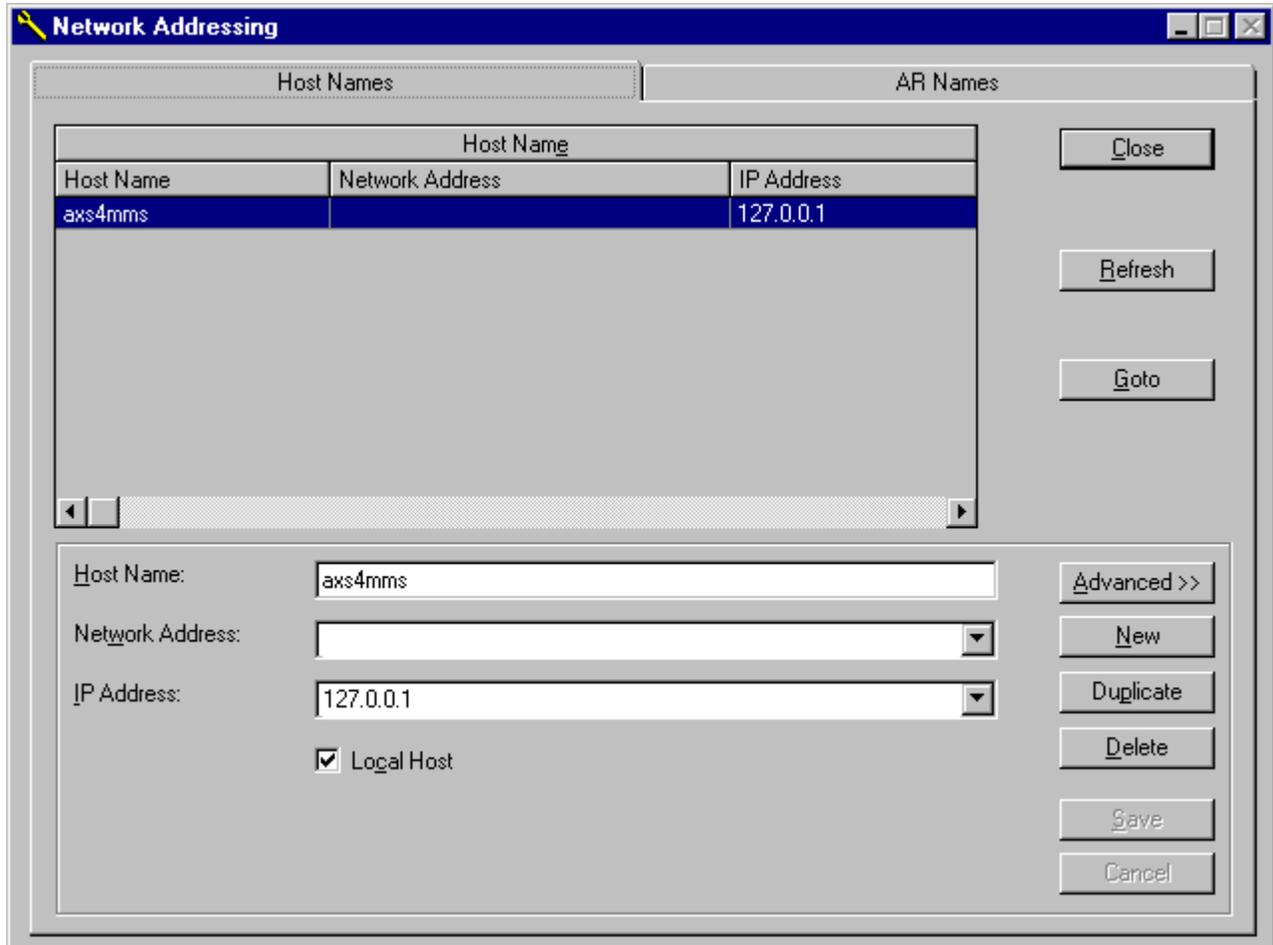 Network Addressing
Host Names AR Names
Host Name
Host Name Network Address IP Address
axs4mms 127.0.0.1
Close
Refresh
Goto
Host Name: axs4mms Advanced >>
Network Address: New
IP Address: 127.0.0.1 Duplicate
Local Host Delete
Save
Cancel